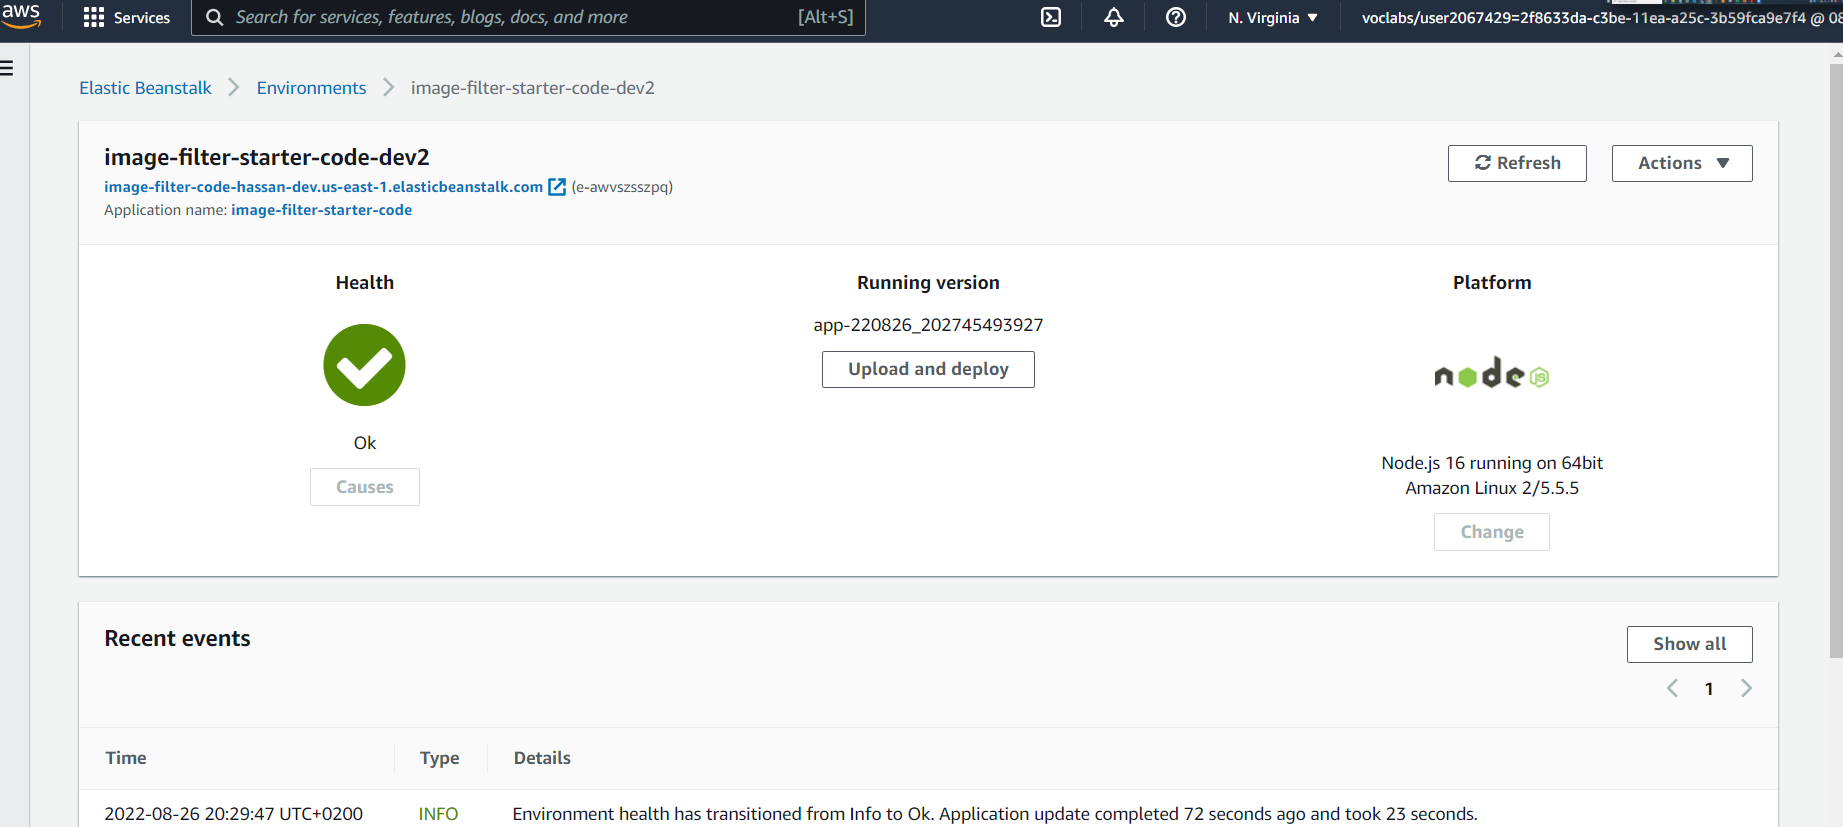 aws
Services
Search for services, features, blogs, docs, and more
[Alt+S]
N. Virginia
voclabs/user2067429=2f8633da-c3be-11ea-a25c-3b59fca9e7f4 @ 08
Elastic Beanstalk
Environments
image-filter-starter-code-dev2
image-filter-starter-code-dev2
Refresh
Actions
image-filter-code-hassan-dev.us-east-1.elasticbeanstalk.com (e-awvszsszpq)
Application name: image-filter-starter-code
Health
Ok
Causes
Running version
app-220826_202745493927
Upload and deploy
Platform
node JS
Node.js 16 running on 64bit
Amazon Linux 2/5.5.5
Change
Recent events
Show all
1
Time Type Details
2022-08-26 20:29:47 UTC+0200 INFO Environment health has transitioned from Info to Ok. Application update completed 72 seconds ago and took 23 seconds.